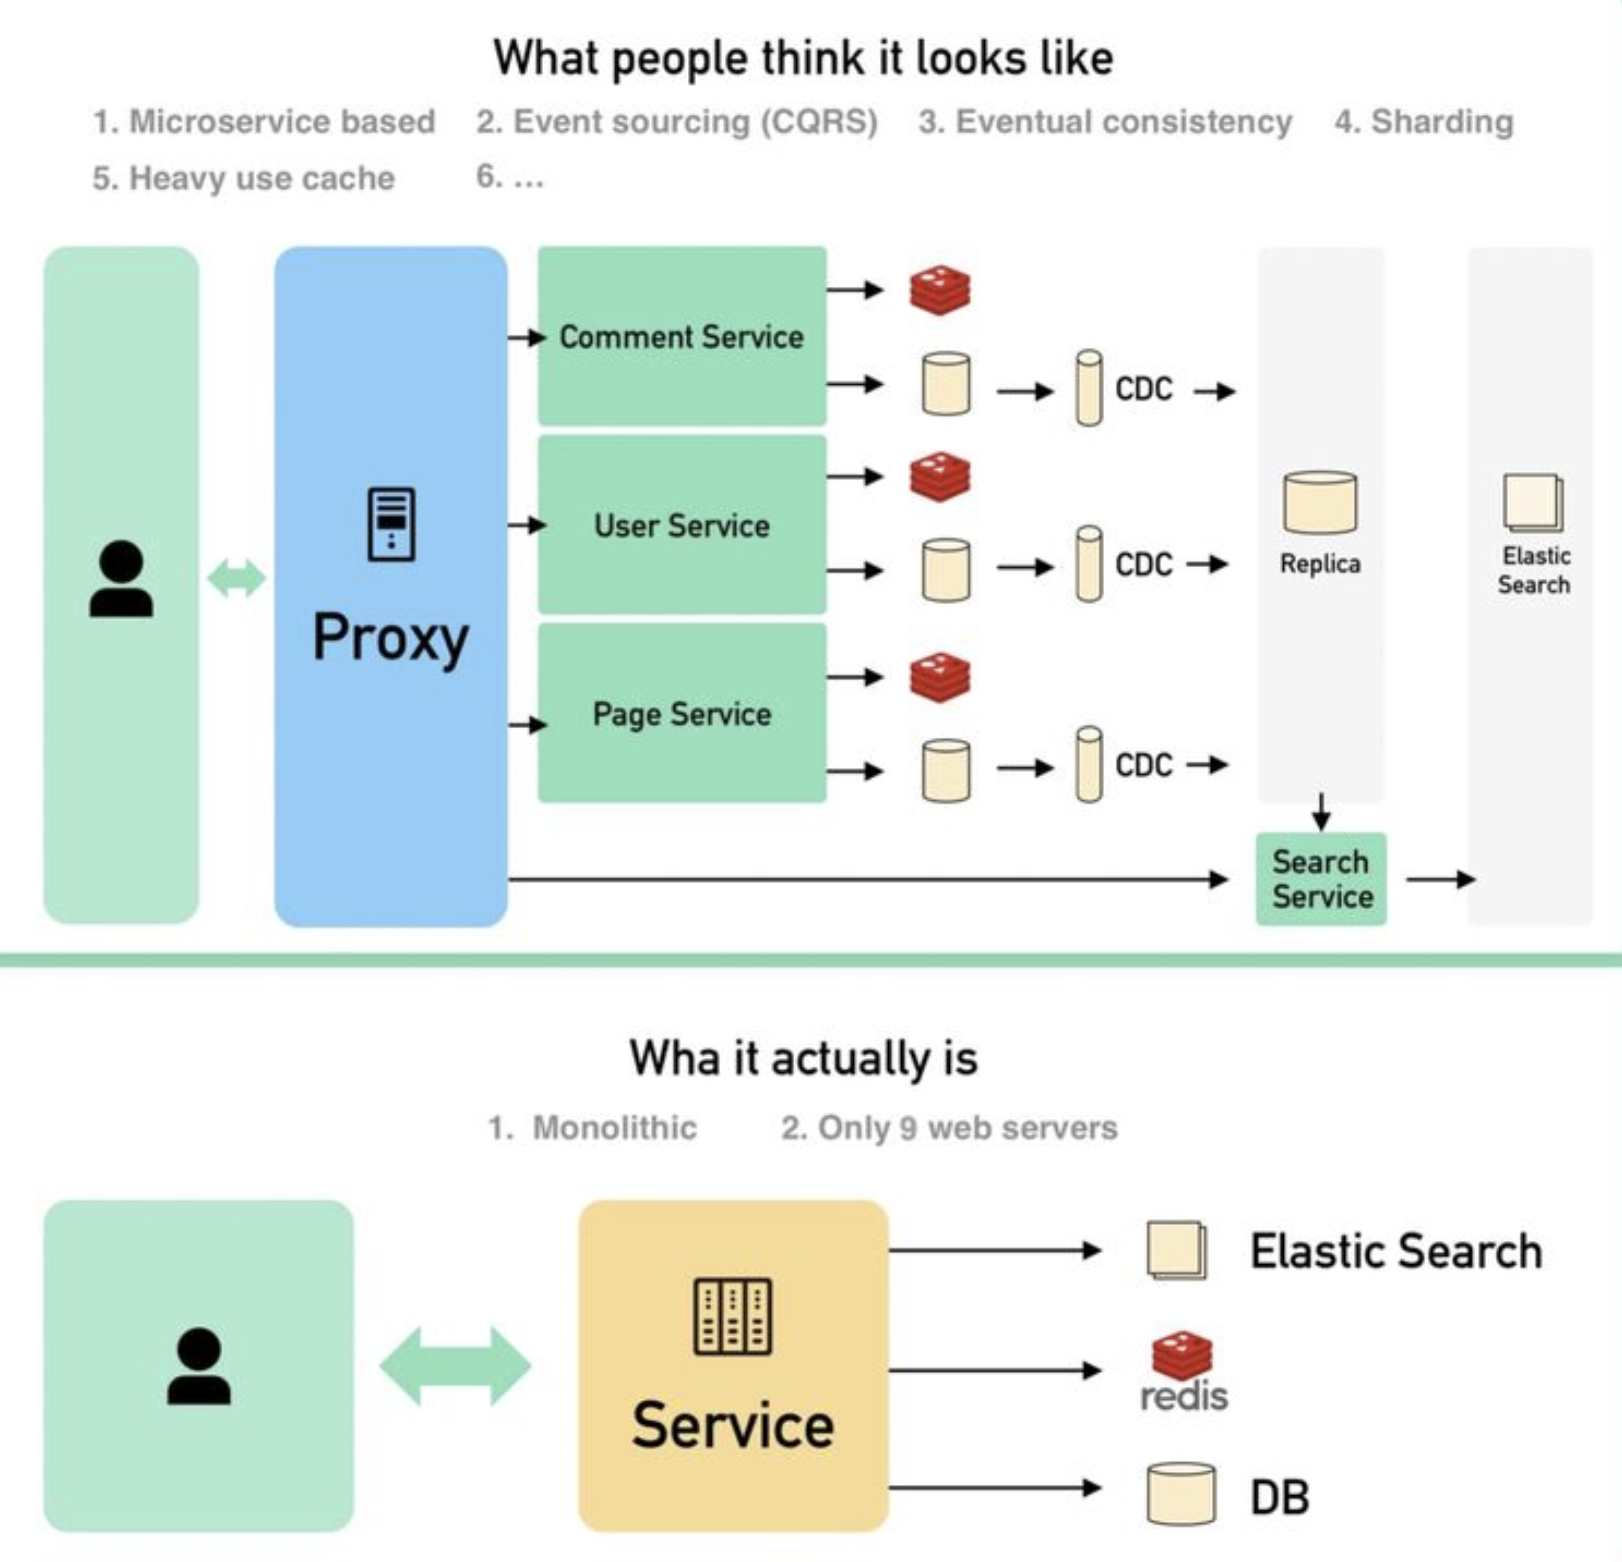 What people think it looks like
1. Microservice based 2. Event sourcing (CQRS) 3. Eventual consistency 4. Sharding
5. Heavy use cache 6. ...
Comment Service
CDC
User Service
CDC
Proxy
Replica
Elastic
Search
Page Service
CDC
Search
Service
Wha it actually is
1. Monolithic 2. Only 9 web servers
Service
Elastic Search
redis
DB